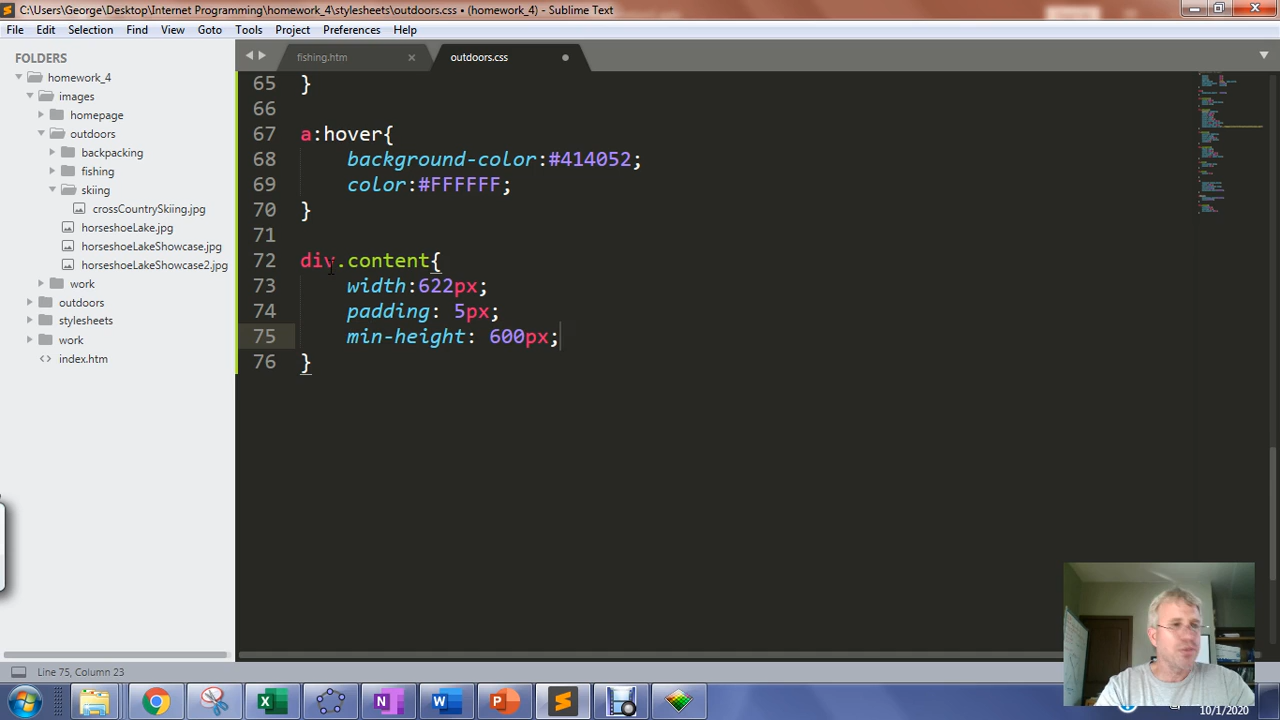 C:\Users\George\Desktop\Internet Programming\homework_4\stylesheets\outdoors.css • (homework_4) - Sublime Text
File Edit Selection Find View Goto Tools Project Preferences Help
FOLDERS
homework_4
images
homepage
outdoors
backpacking
fishing
skiing
crossCountrySkiing.jpg
horseshoeLake.jpg
horseshoeLakeShowcase.jpg
horseshoeLakeShowcase2.jpg
work
outdoors
stylesheets
work
index.htm
fishing.htm
outdoors.css
65 }
66
67 a:hover{
68 background-color:#414052;
69 color:#FFFFFF;
70 }
71
72 div.content{
73 width:622px;
74 padding: 5px;
75 min-height: 600px;
76 }
Line 75, Column 23
10/1/2020